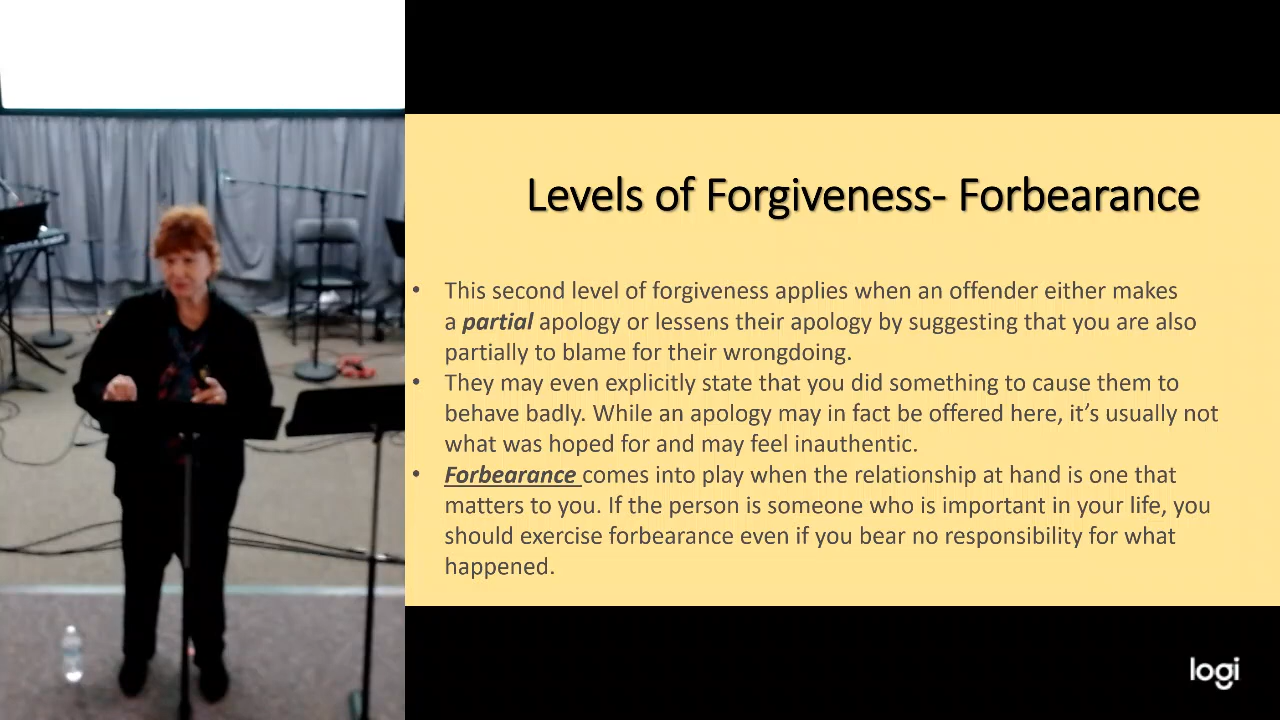 Levels of Forgiveness- Forbearance
• This second level of forgiveness applies when an offender either makes
a partial apology or lessens their apology by suggesting that you are also
partially to blame for their wrongdoing.
• They may even explicitly state that you did something to cause them to
behave badly. While an apology may in fact be offered here, it’s usually not
what was hoped for and may feel inauthentic.
• Forbearance comes into play when the relationship at hand is one that
matters to you. If the person is someone who is important in your life, you
should exercise forbearance even if you bear no responsibility for what
happened.
logi